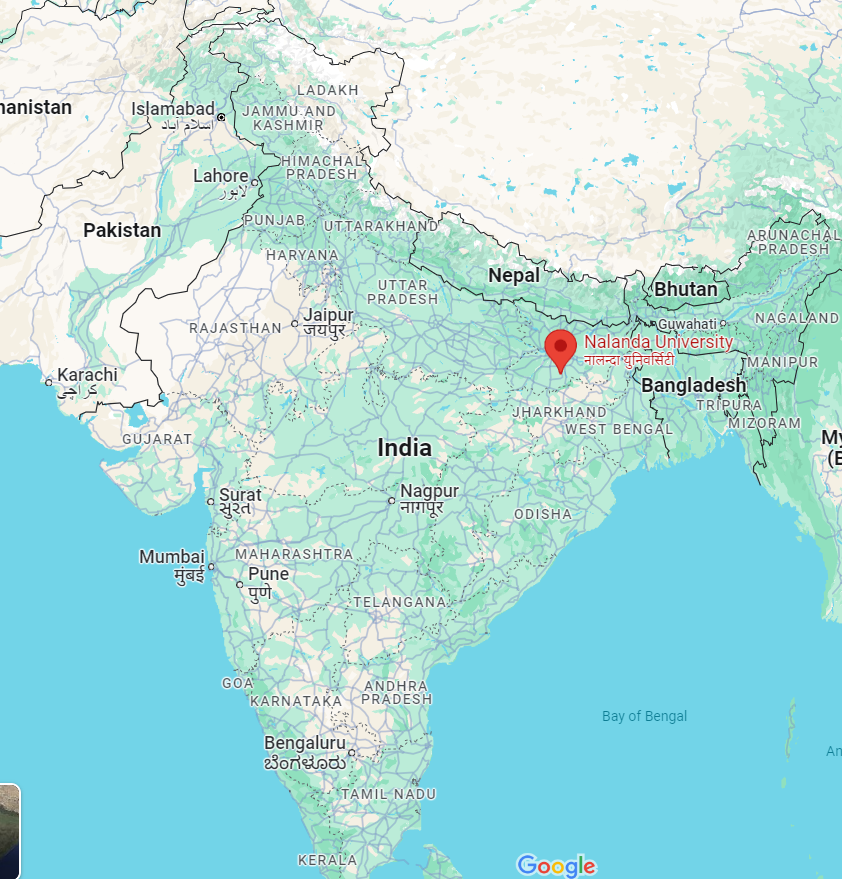 LADAKH
hanistan
Islamabad
اسلام آباد
JAMMU AND
KASHMIR
HIMACHAL
PRADESH
Lahore
لاہور
PUNJAB
UTTARAKHAND
Pakistan
ARUNACHAL
PRADESH
HARYANA
Nepal
UTTAR
PRADESH
Bhutan
Jaipur
जयपुर
RAJASTHAN
Guwahati
NAGALAND
Nalanda University
नालन्दा युनिवर्सिटी
MANIPUR
Karachi
کراچی
Bangladesh
TRIPURA
JHARKHAND
MIZORAM
WEST BENGAL
GUJARAT
India
My
(B
Surat
સુરત
Nagpur
नागपूर
ODISHA
Mumbai
मुंबई
MAHARASHTRA
Pune
पुणे
TELANGANA
GOA
KARNATAKA
ANDHRA
PRADESH
Bay of Bengal
Bengaluru
ಬೆಂಗಳೂರು
An
TAMIL NADU
KERALA
Google